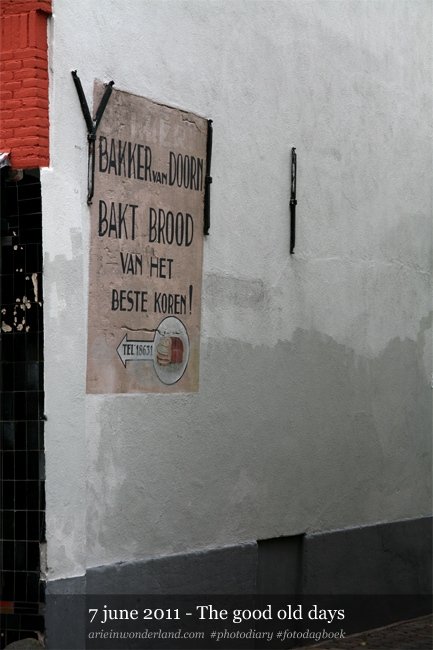 BAKKER VAN DOORN
BAKT BROOD
VAN HET
BESTE KOREN!
TEL 18631
7 june 2011 - The good old days
arieinwonderland.com #photodiary #fotodagboek